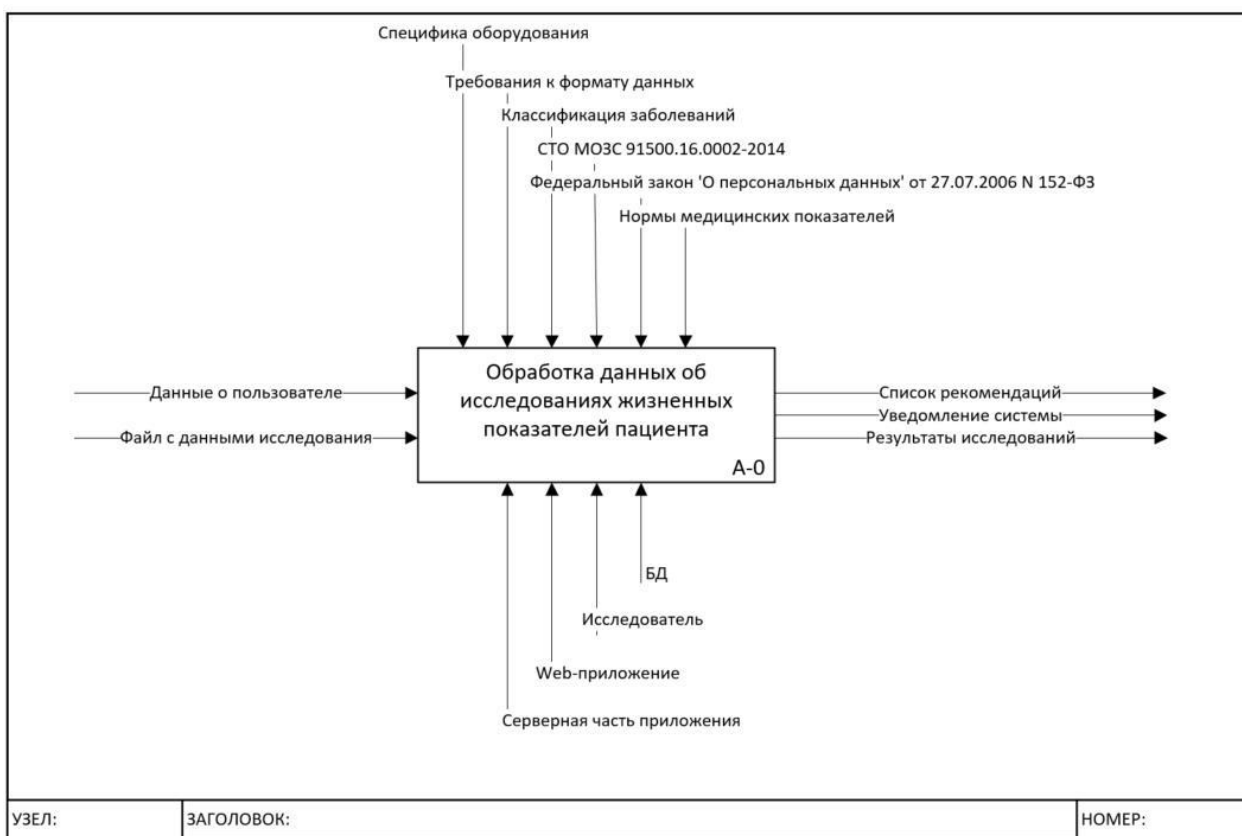 Специфика оборудования
Требования к формату данных
Классификация заболеваний
СТО МОЗС 91500.16.0002-2014
Федеральный закон 'О персональных данных' от 27.07.2006 N 152-ФЗ
Нормы медицинских показателей
Обработка данных об
исследованиях жизненных
показателей пациента
A-0
Данные о пользователе
Файл с данными исследования
Список рекомендаций
Уведомление системы
Результаты исследований
БД
Исследователь
Web-приложение
Серверная часть приложения
УЗЕЛ:
ЗАГОЛОВОК:
НОМЕР: